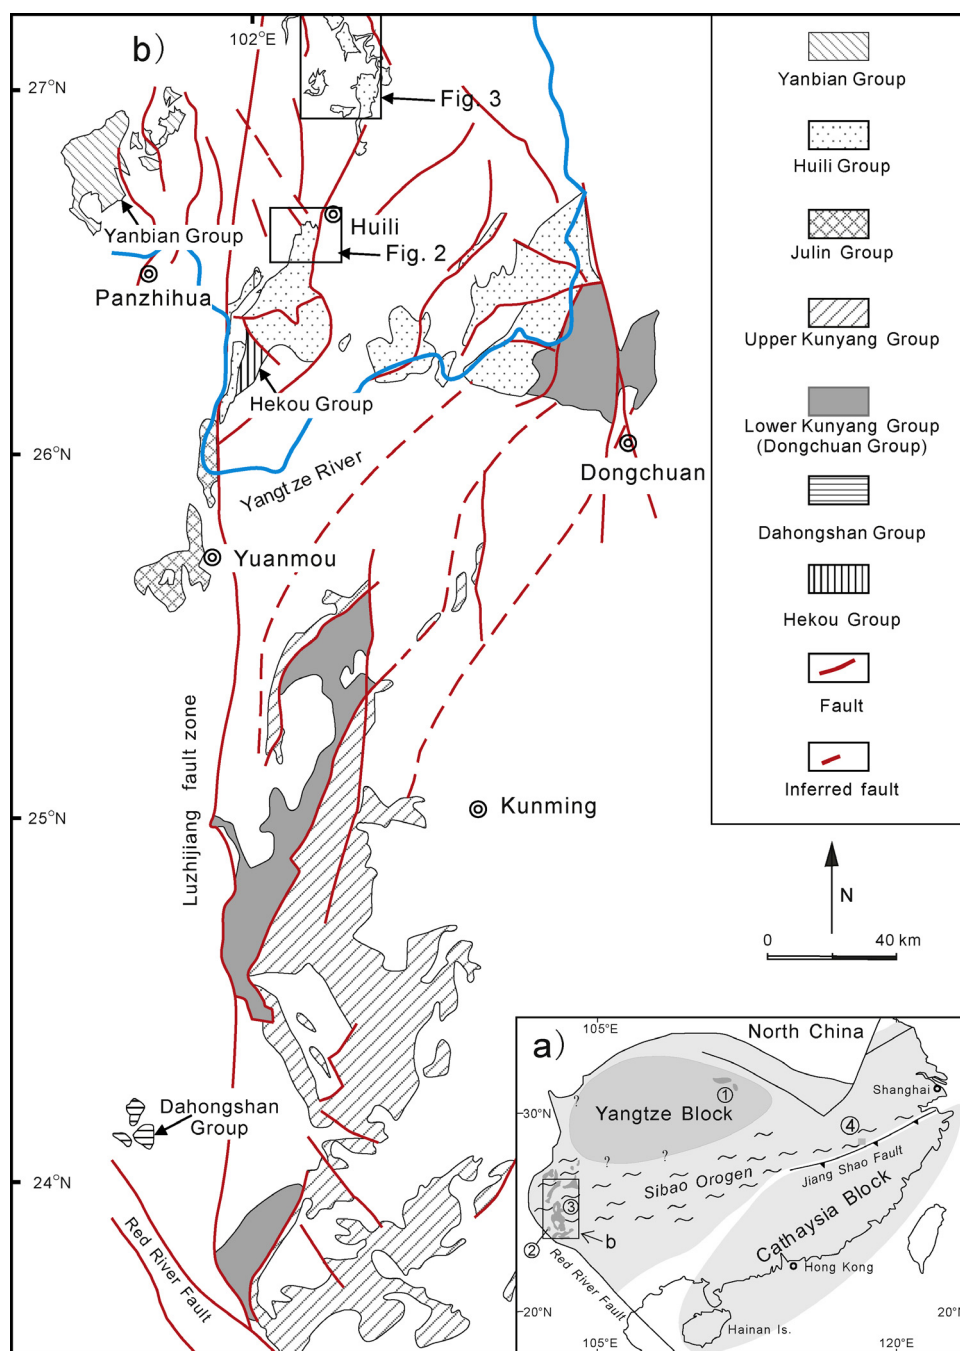 b)
102°E
27°N
Fig. 3
Yanbian Group
Huili
Fig. 2
Panzhihua
Hekou Group
26°N
Yangtze River
Dongchuan
Yuanmou
Luzhijiang fault zone
Kunming
25°N
Dahongshan
Group
24°N
Red River Fault
Yanbian Group
Huili Group
Julin Group
Upper Kunyang Group
Lower Kunyang Group
(Dongchuan Group)
Dahongshan Group
Hekou Group
Fault
Inferred fault
N
0 40 km
a)
105°E
North China
Shanghai
30°N
?
Yangtze Block
①
④
?
?
Sibao Orogen
Jiang Shao Fault
③
Cathaysia Block
②
b
Red River Fault
Hong Kong
20°N
20°N
Hainan Is.
105°E
120°E